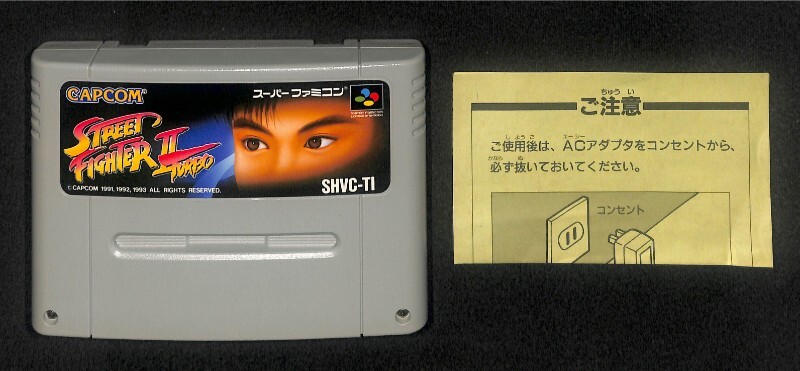 CAPCOM
スーパーファミコン
STREET
FIGHTER II
TURBO
© CAPCOM 1991, 1992, 1993 ALL RIGHTS RESERVED.
SHVC-TI
ちゅうい
ご注意
しようご エーシー
ご使用後は、ACアダプタをコンセントから、
かなら ぬ
必ず抜いておいてください。
コンセント